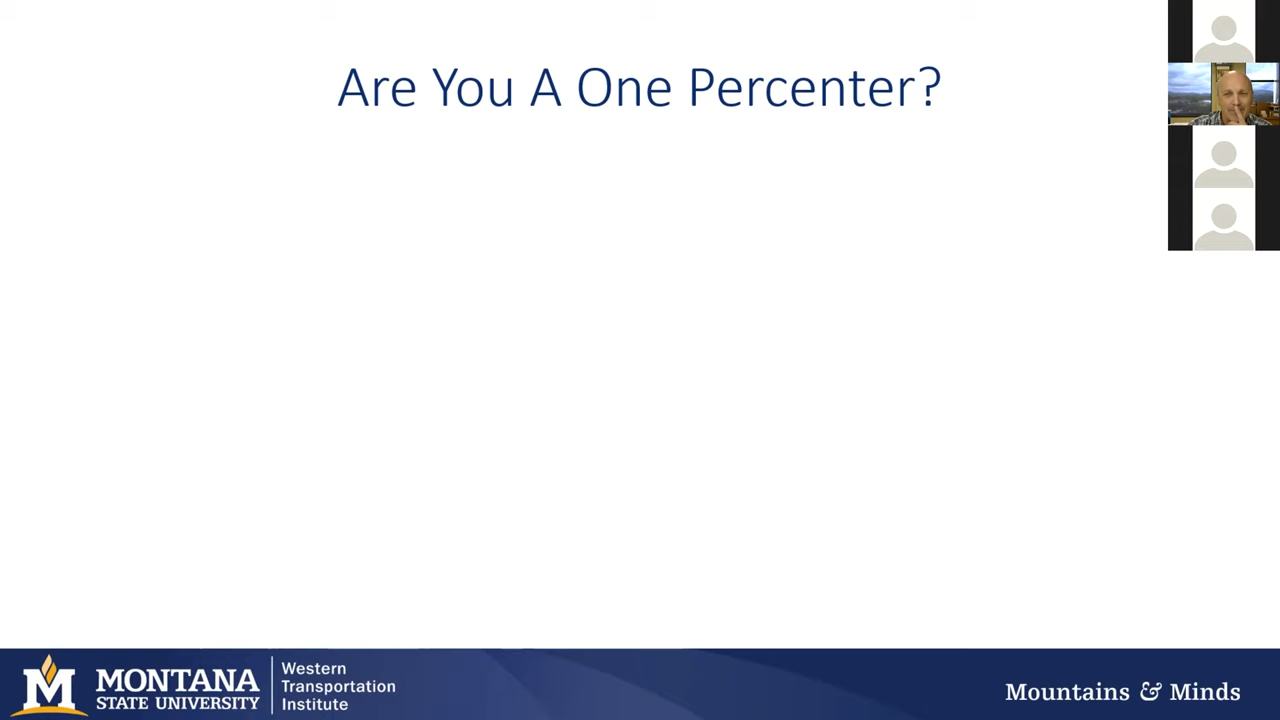 Are You A One Percenter?
M MONTANA
STATE UNIVERSITY
Western
Transportation
Institute
Mountains & Minds